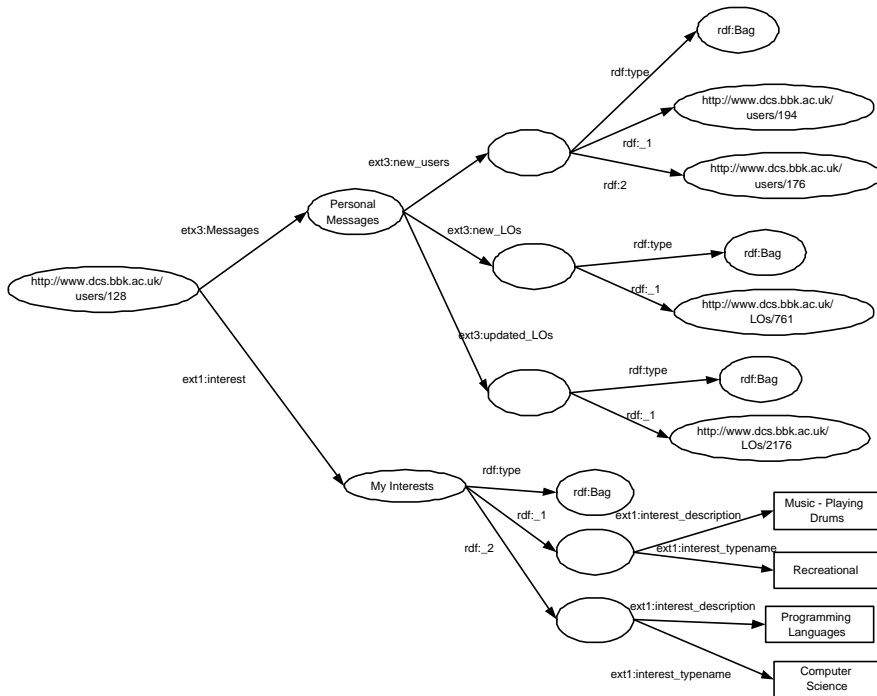 rdf:Bag
rdf:type
http://www.dcs.bbk.ac.uk/
users/194
rdf:_1
ext3:new_users
rdf:2
http://www.dcs.bbk.ac.uk/
users/176
Personal
Messages
etx3:Messages
ext3:new_LOs
rdf:type
rdf:Bag
http://www.dcs.bbk.ac.uk/
users/128
rdf:_1
http://www.dcs.bbk.ac.uk/
LOs/761
ext3:updated_LOs
rdf:type
rdf:Bag
ext1:interest
rdf:_1
http://www.dcs.bbk.ac.uk/
LOs/2176
My Interests
rdf:type
rdf:Bag
rdf:_1
ext1:interest_description
Music - Playing
Drums
rdf:_2
ext1:interest_typename
Recreational
ext1:interest_description
Programming
Languages
ext1:interest_typename
Computer
Science